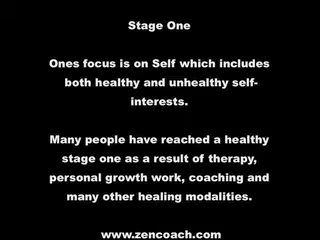 Stage One
Ones focus is on Self which includes
both healthy and unhealthy self-
interests.
Many people have reached a healthy
stage one as a result of therapy,
personal growth work, coaching and
many other healing modalities.
www.zencoach.com